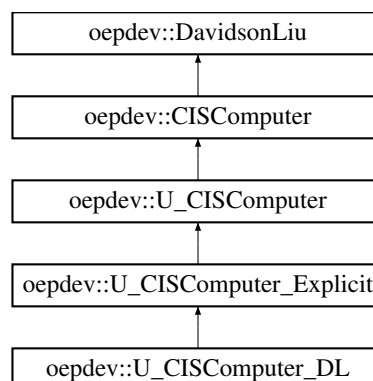 oepdev::DavidsonLiu
oepdev::CISComputer
oepdev::U_CISComputer
oepdev::U_CISComputer_Explicit
oepdev::U_CISComputer_DL